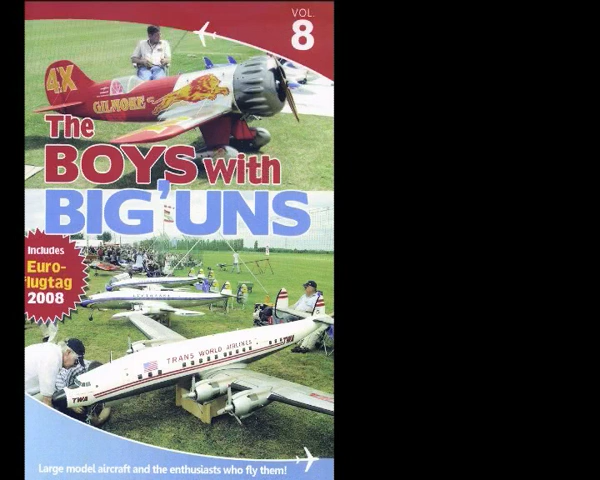 VOL.
8
4X
GILMORE
The
BOYS with
BIG'UNS
Includes
Euro-
flugtag
2008
TRANS WORLD AIRLINES
TWA
TWA
Large model aircraft and the enthusiasts who fly them!